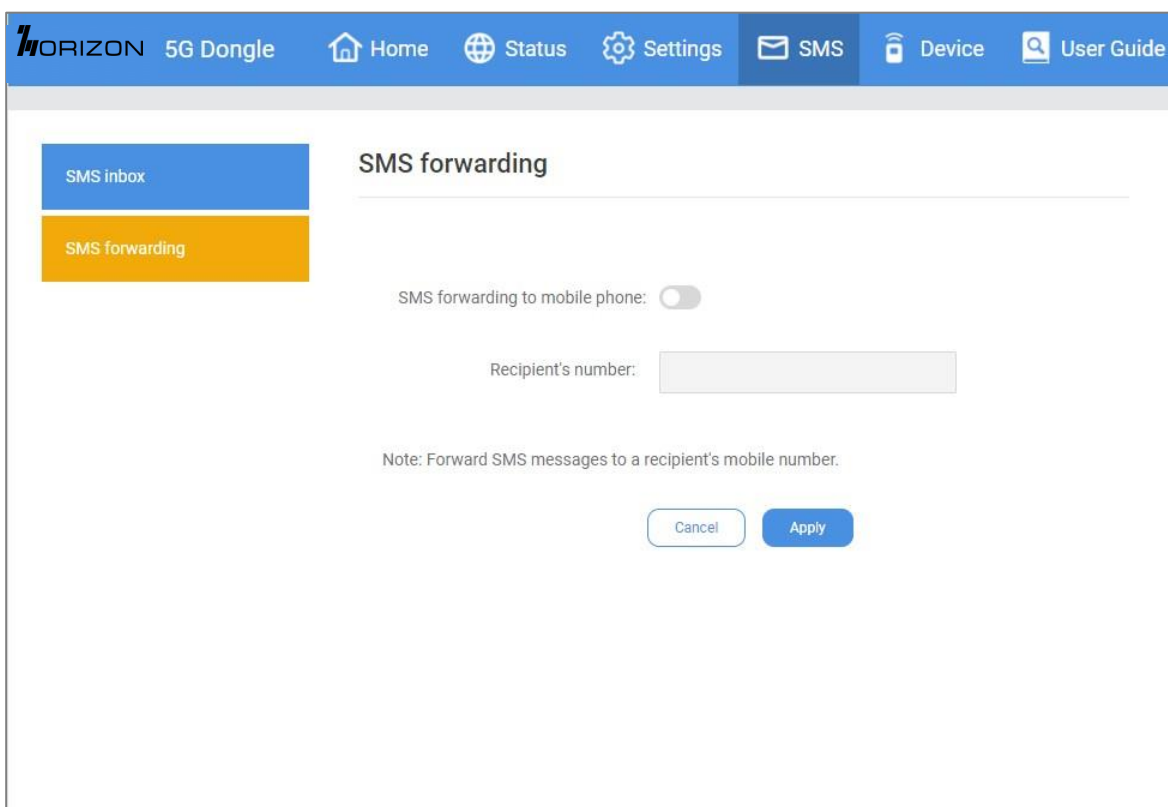 HORIZON 5G Dongle Home Status Settings SMS Device User Guide
SMS inbox
SMS forwarding
SMS forwarding
SMS forwarding to mobile phone:
Recipient's number:
Note: Forward SMS messages to a recipient's mobile number.
Cancel Apply